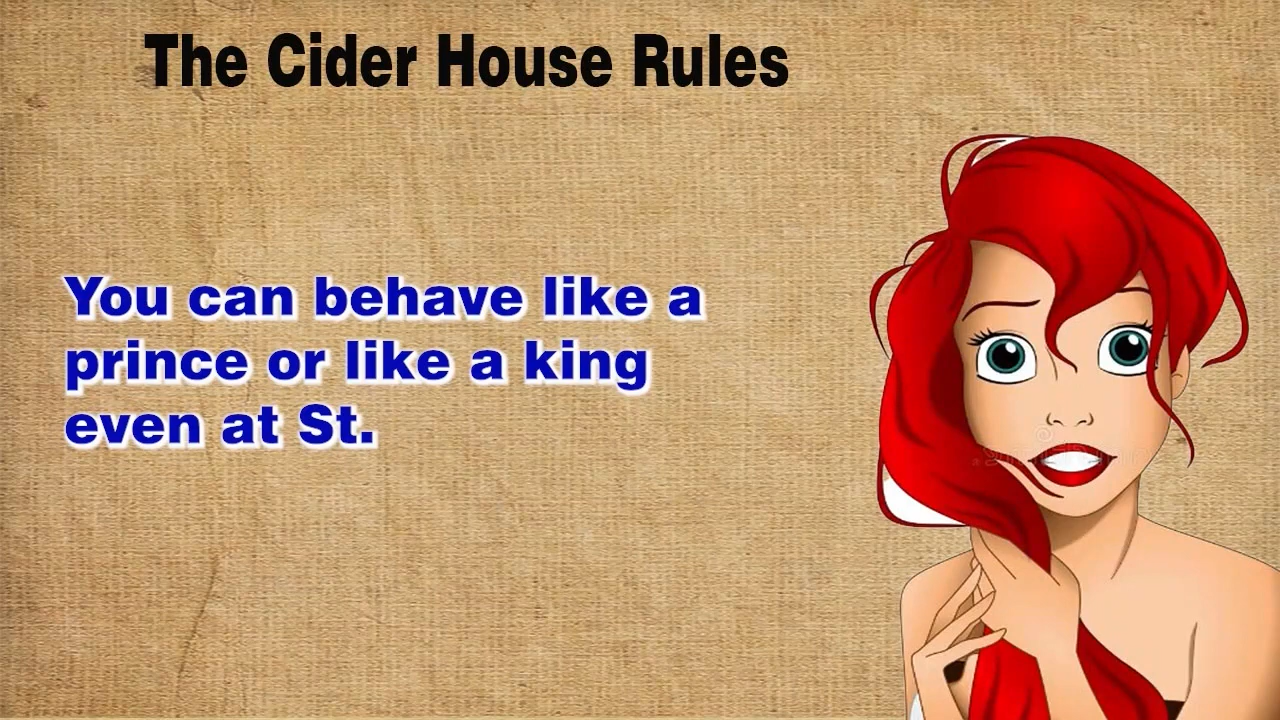 The Cider House Rules
You can behave like a
prince or like a king
even at St.